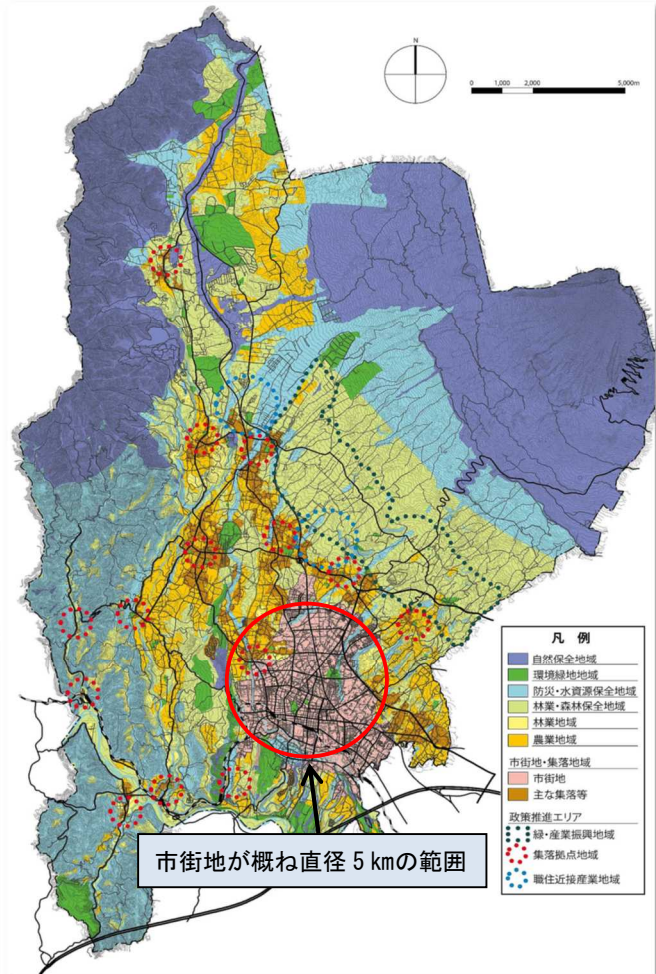 N
0 1,000 2,000 5,000m
凡 例
自然保全地域
環境緑地地域
防災・水資源保全地域
林業・森林保全地域
林業地域
農業地域
市街地・集落地域
市街地
主な集落等
政策推進エリア
緑・産業振興地域
集落拠点地域
職住近接産業地域
市街地が概ね直径5kmの範囲